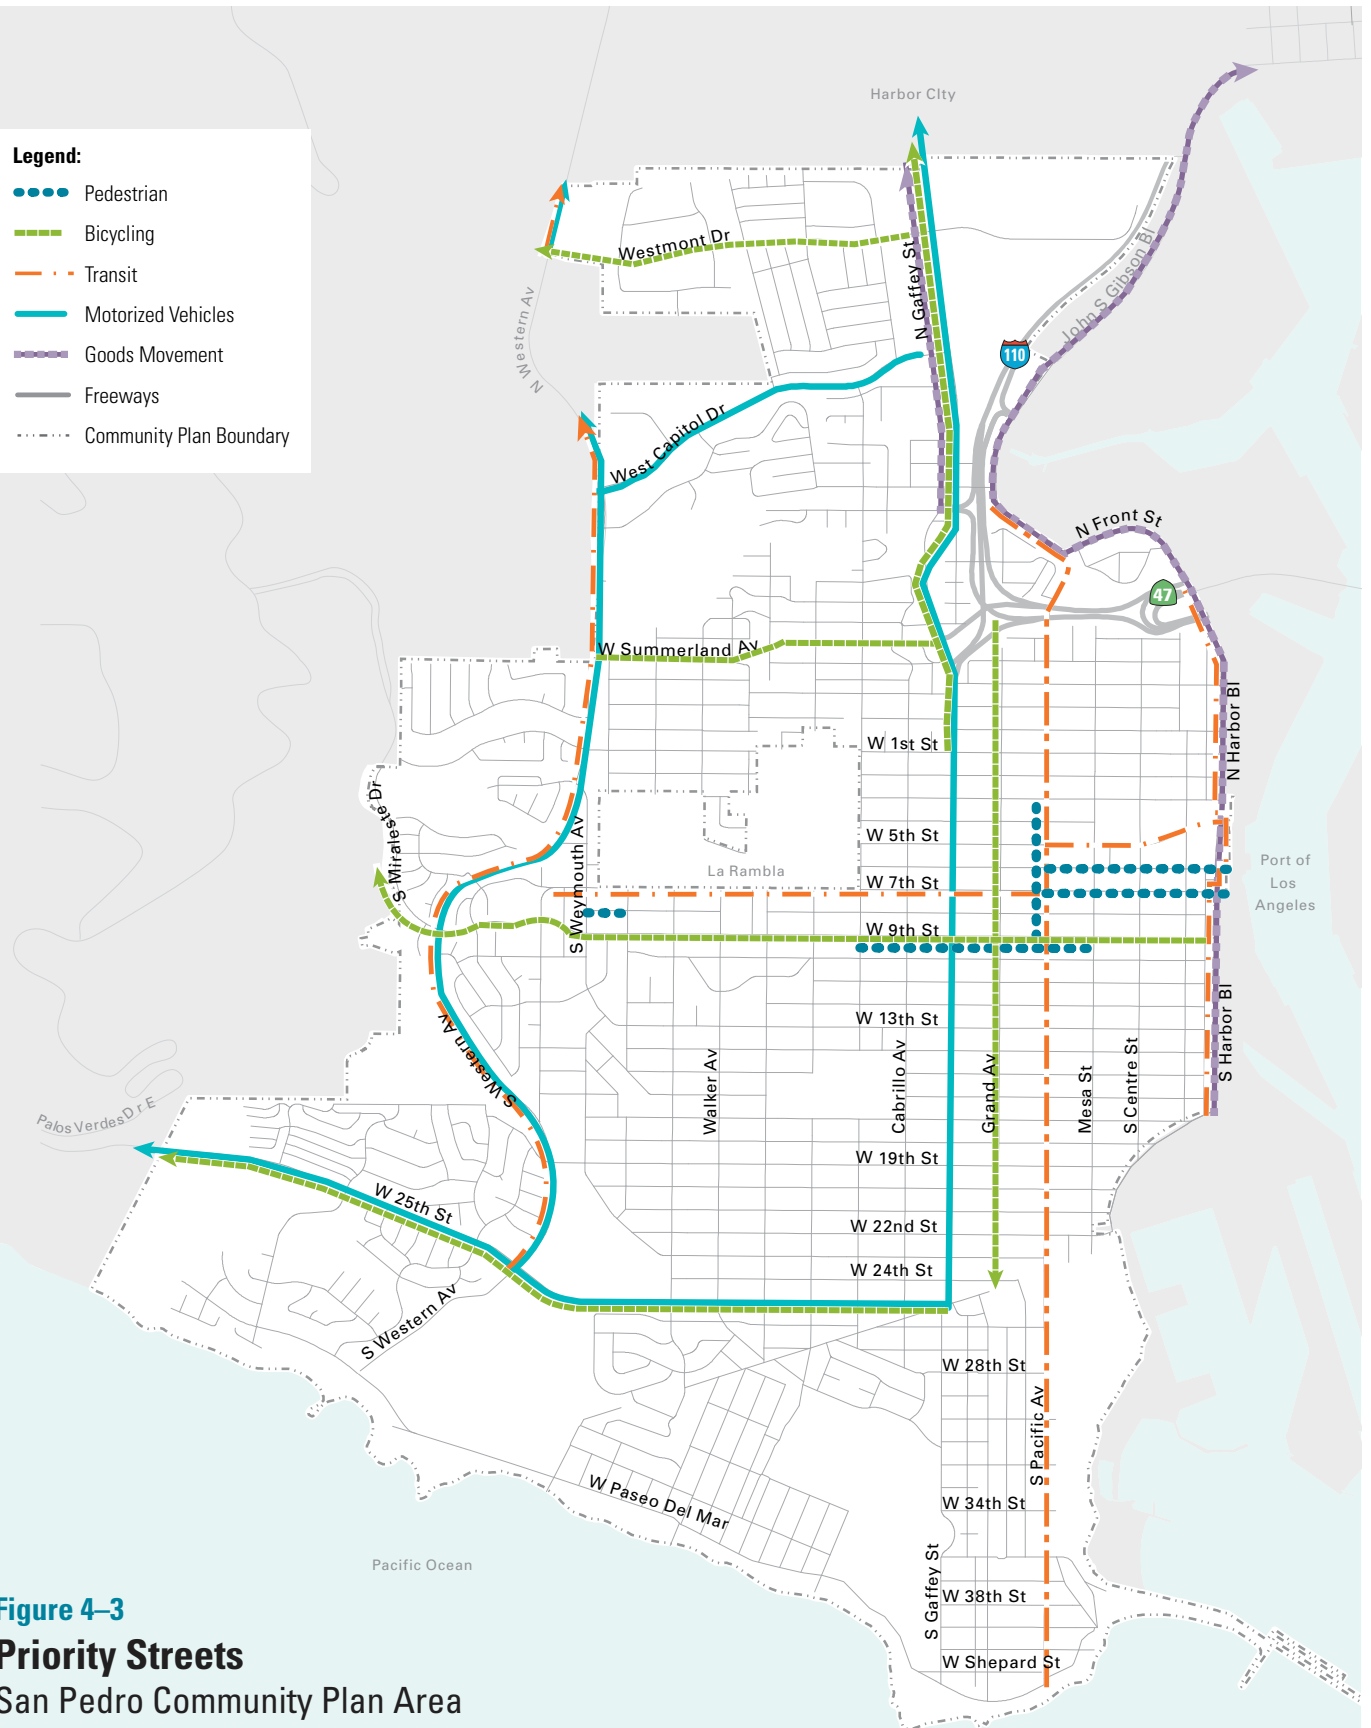 Harbor CIty
Legend:
Pedestrian
Bicycling
Transit
Motorized Vehicles
Goods Movement
Freeways
Community Plan Boundary
Westmont Dr
N Gaffey St
John S Gibson Bl
N Western Av
110
West Capitol Dr
N Front St
47
W Summerland Av
N Harbor Bl
W 1st St
S Miraleste Dr
S Weymouth Av
W 5th St
La Rambla
W 7th St
Port of
Los
Angeles
W 9th St
S Western Av
W 13th St
S Harbor Bl
Walker Av
Cabrillo Av
Grand Av
Mesa St
S Centre St
Palos Verdes Dr E
W 19th St
W 25th St
W 22nd St
W 24th St
S Western Av
W 28th St
S Pacific Av
W Paseo Del Mar
W 34th St
Pacific Ocean
S Gaffey St
W 38th St
W Shepard St
Figure 4–3
Priority Streets
San Pedro Community Plan Area